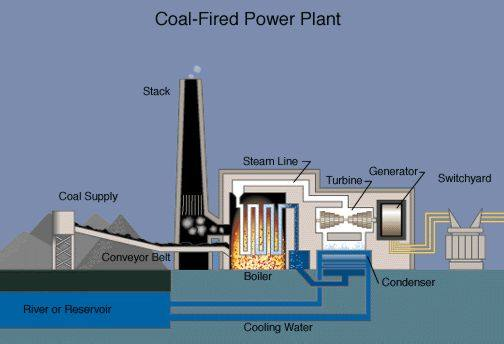 Coal-Fired Power Plant
Stack
Steam Line
Turbine
Generator
Switchyard
Coal Supply
Conveyor Belt
Boiler
Condenser
River or Reservoir
Cooling Water